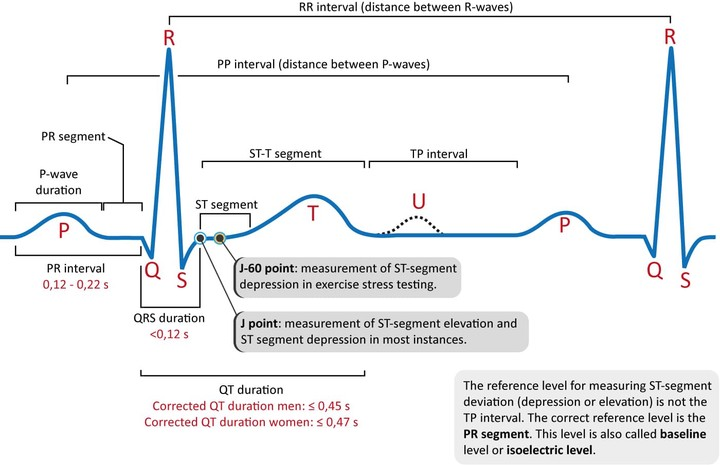 RR interval (distance between R-waves)
R
R
PP interval (distance between P-waves)
PR segment
P-wave
duration
ST-T segment
TP interval
ST segment
P
T
U
P
Q
S
Q
S
PR interval
0,12 - 0,22 s
J-60 point: measurement of ST-segment
depression in exercise stress testing.
QRS duration
<0,12 s
J point: measurement of ST-segment elevation and
ST segment depression in most instances.
QT duration
Corrected QT duration men: ≤ 0,45 s
Corrected QT duration women: ≤ 0,47 s
The reference level for measuring ST-segment
deviation (depression or elevation) is not the
TP interval. The correct reference level is the
PR segment. This level is also called baseline
level or isoelectric level.